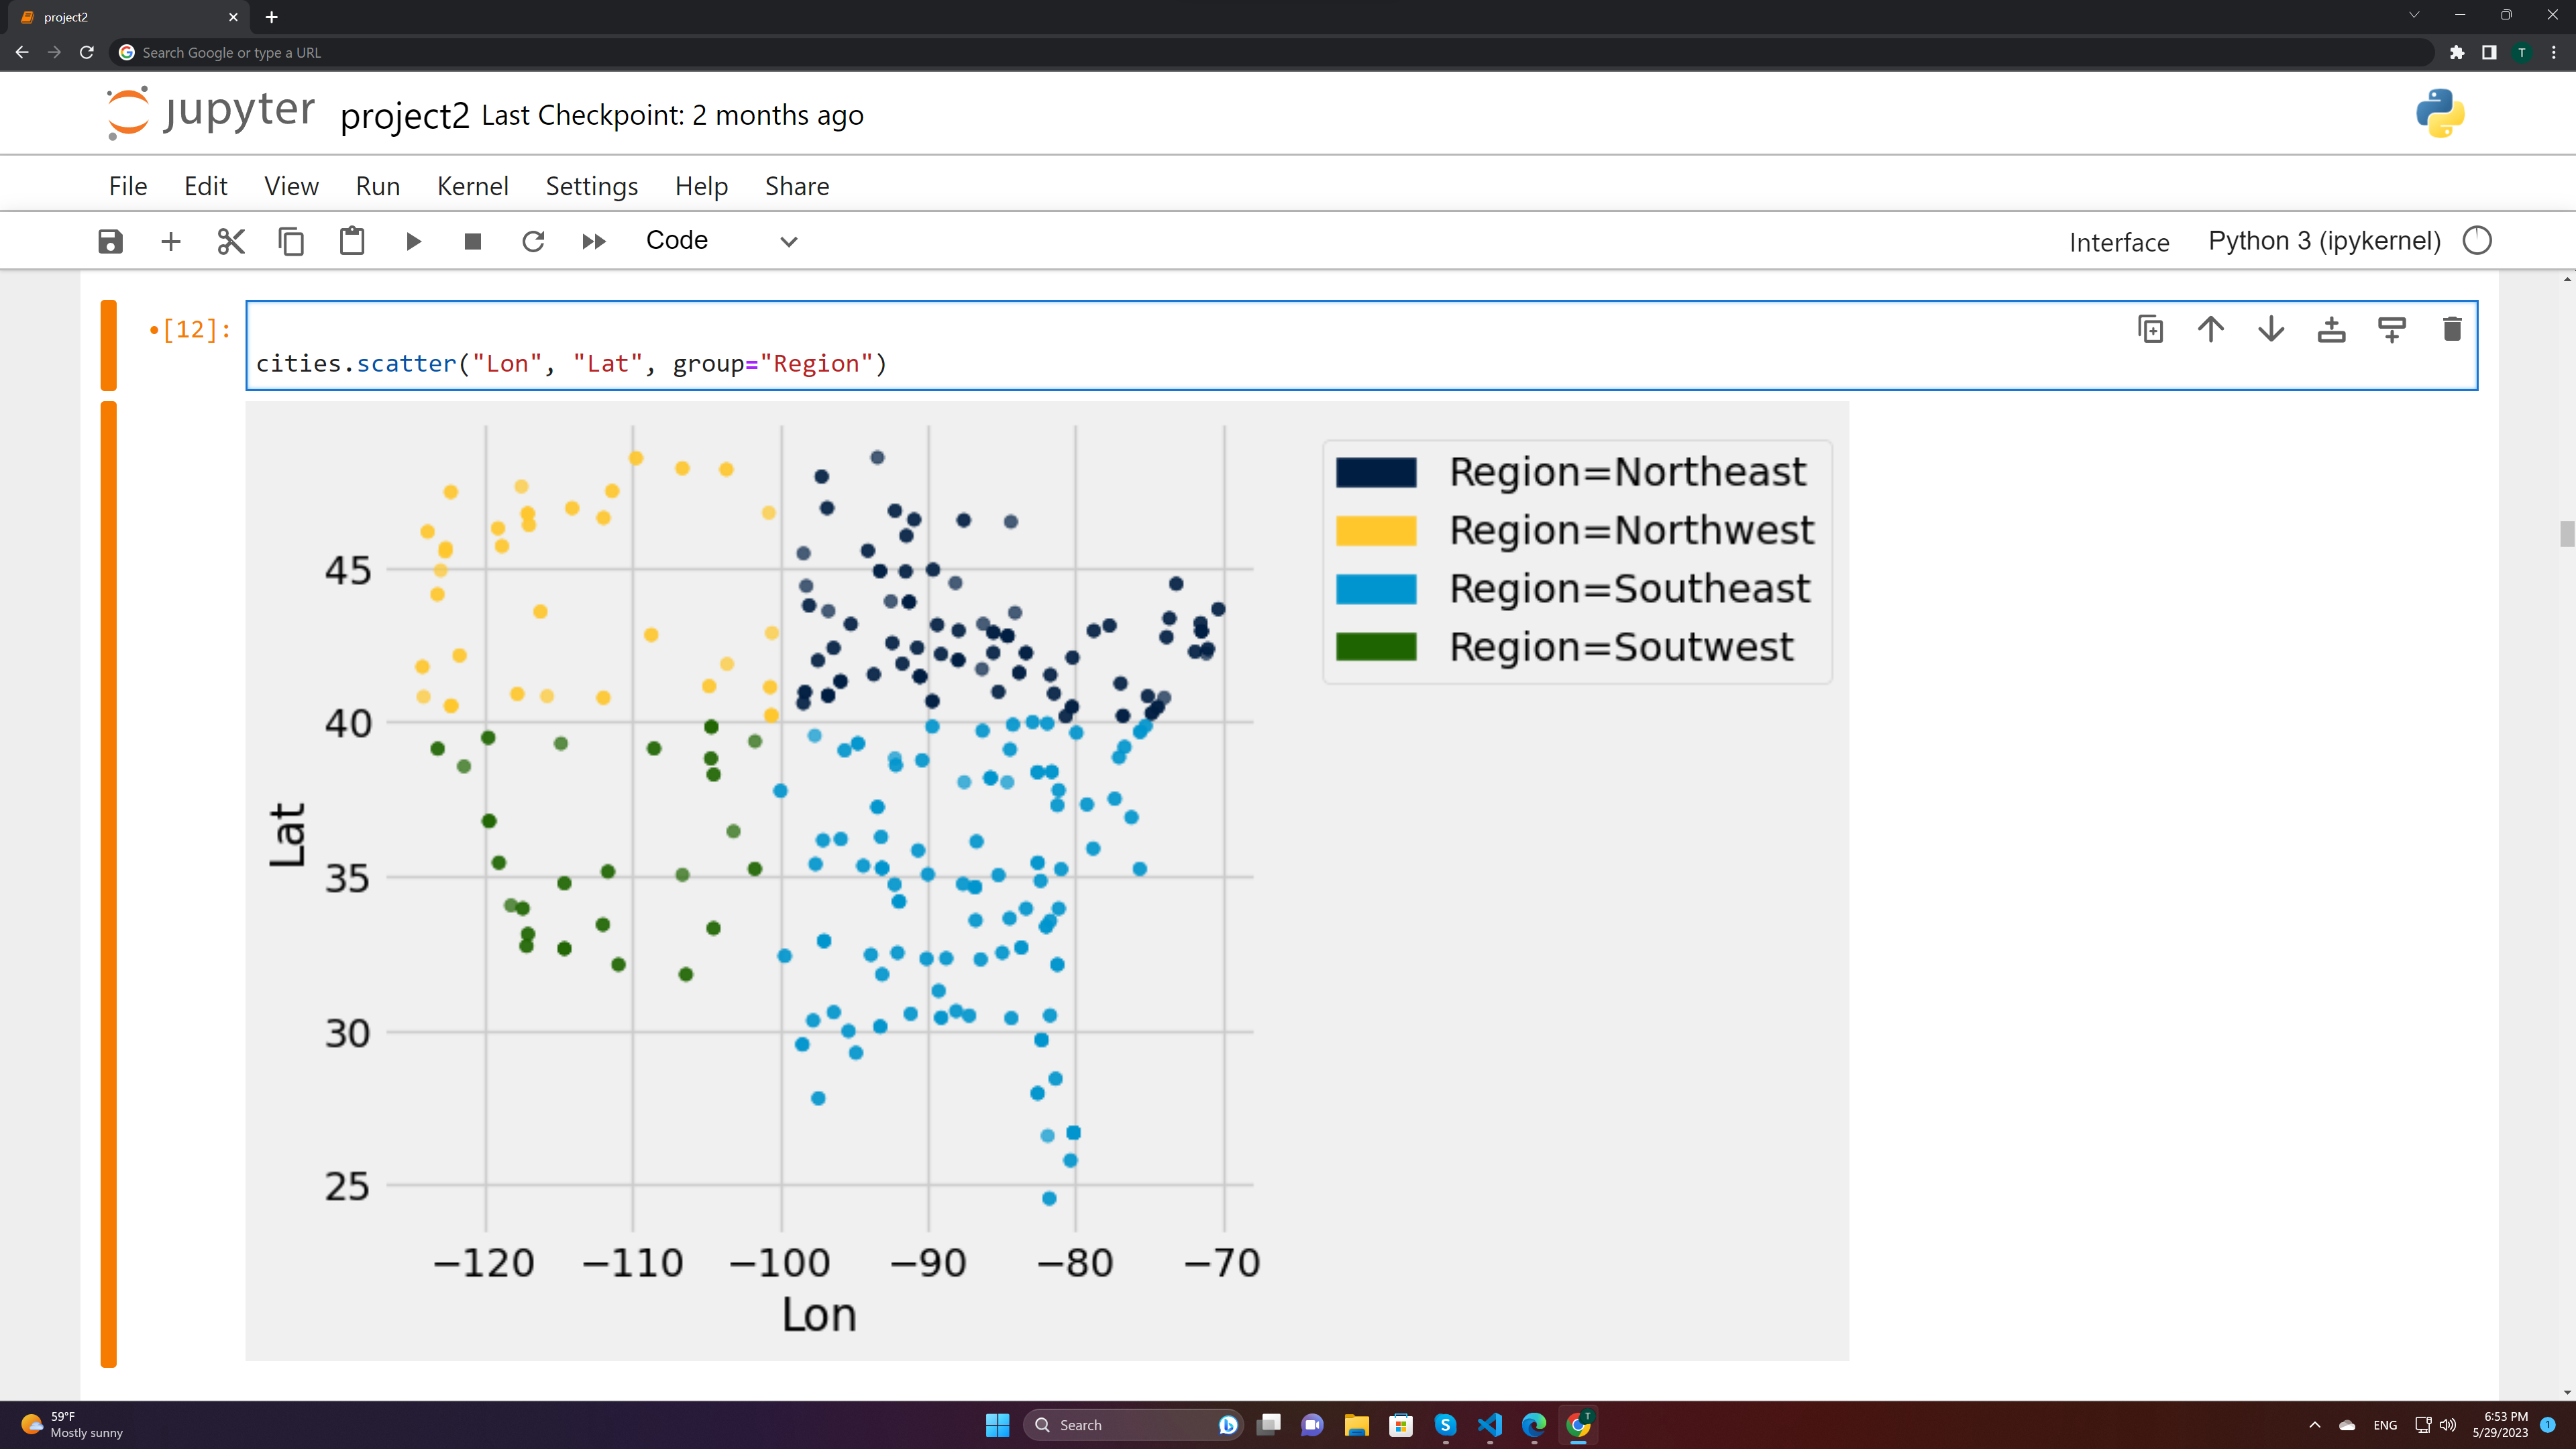 project2
Search Google or type a URL
T
jupyter project2 Last Checkpoint: 2 months ago
File Edit View Run Kernel Settings Help Share
Code
Interface Python 3 (ipykernel)
•[12]:
cities.scatter("Lon", "Lat", group="Region")
Region=Northeast
Region=Northwest
Region=Southeast
Region=Soutwest
45
40
35
30
25
Lat
−120 −110 −100 −90 −80 −70
Lon
59°F
Mostly sunny
Search
ENG
6:53 PM
5/29/2023
1